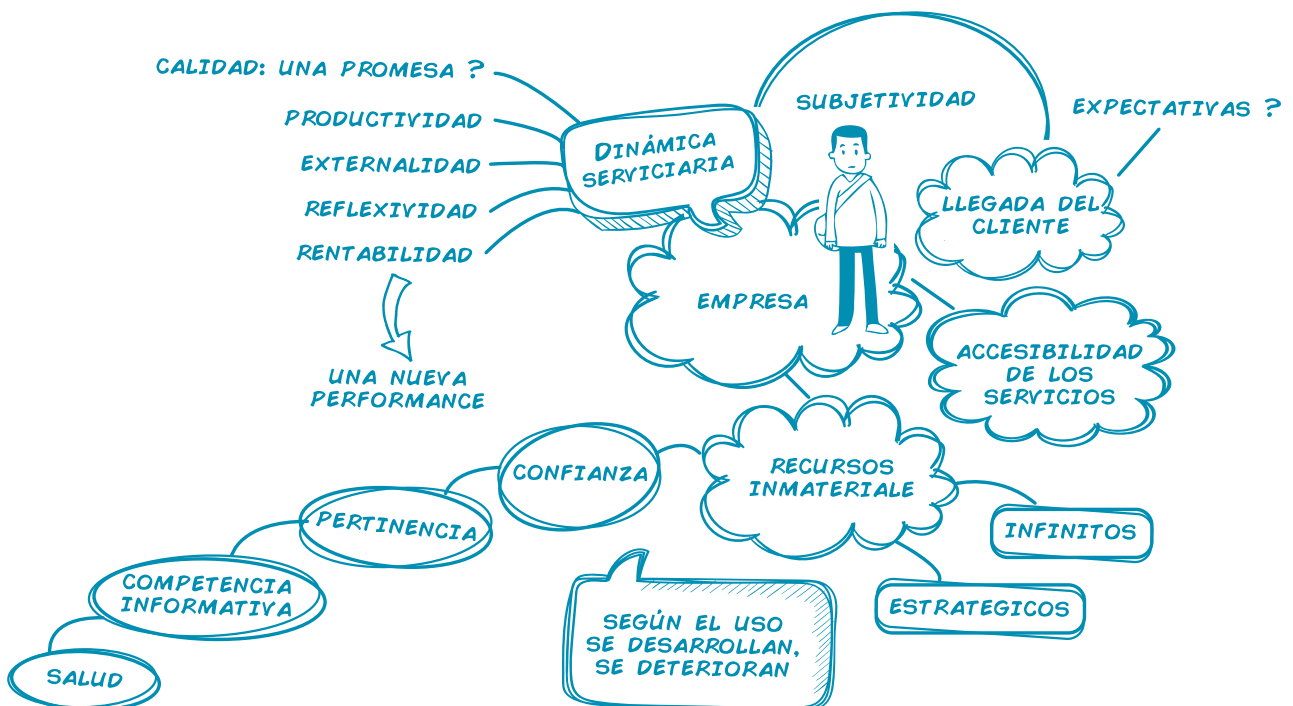 CALIDAD: UNA PROMESA ?
PRODUCTIVIDAD
EXTERNALIDAD
REFLEXIVIDAD
RENTABILIDAD
UNA NUEVA
PERFORMANCE
DINÁMICA
SERVICIARIA
SUBJETIVIDAD
EXPECTATIVAS ?
LLEGADA DEL
CLIENTE
EMPRESA
ACCESIBILIDAD
DE LOS
SERVICIOS
RECURSOS
INMATERIALE
INFINITOS
ESTRATEGICOS
CONFIANZA
PERTINENCIA
COMPETENCIA
INFORMATIVA
SALUD
SEGÚN EL USO
SE DESARROLLAN,
SE DETERIORAN